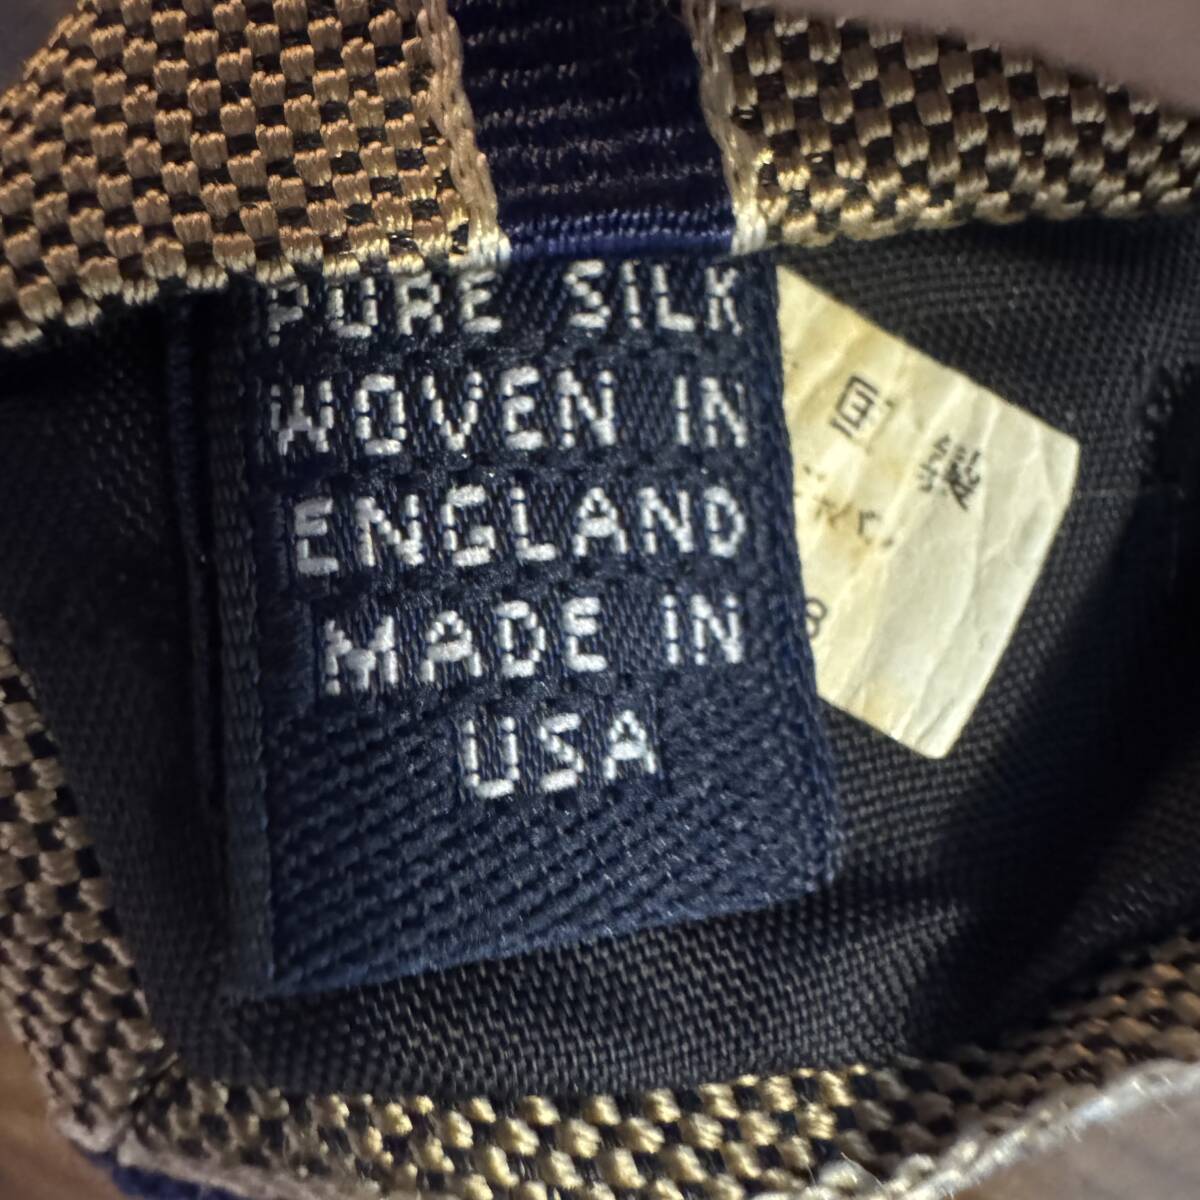 PURE SILK
WOVEN IN
ENGLAND
MADE IN
USA